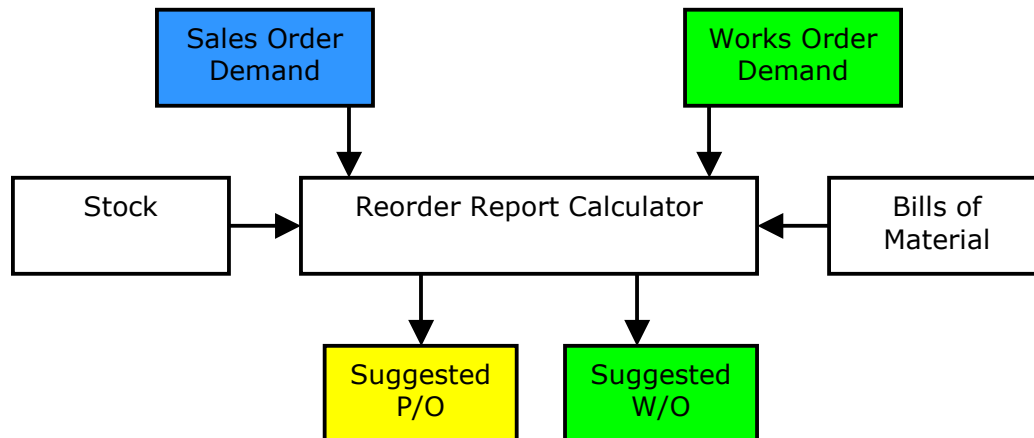 Sales Order
Demand
Works Order
Demand
Stock
Reorder Report Calculator
Bills of
Material
Suggested
P/O
Suggested
W/O